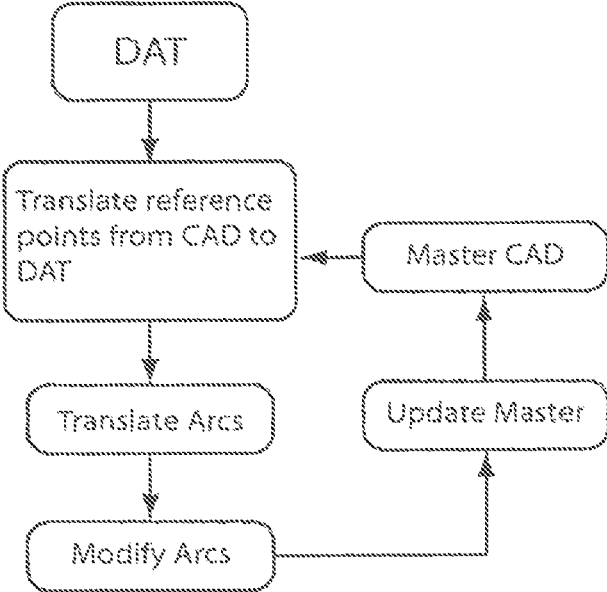 DAT
Translate reference
points from CAD to
DAT
Master CAD
Translate Arcs
Update Master
Modify Arcs